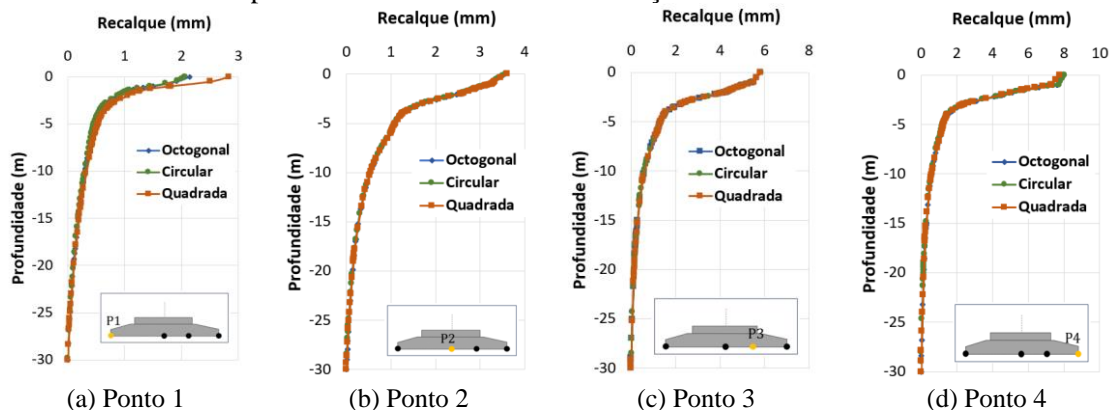 Recalque (mm)
0 1 2 3
Profundidade (m)
0
-5
-10
-15
-20
-25
-30
Octogonal
Circular
Quadrada
P1
(a) Ponto 1
Recalque (mm)
0 1 2 3 4
Profundidade (m)
0
-5
-10
-15
-20
-25
-30
Octogonal
Circular
Quadrada
P2
(b) Ponto 2
Recalque (mm)
0 2 4 6 8
Profundidade (m)
0
-5
-10
-15
-20
-25
-30
Octogonal
Circular
Quadrada
P3
(c) Ponto 3
Recalque (mm)
0 2 4 6 8 10
Profundidade (m)
0
-5
-10
-15
-20
-25
-30
Octogonal
Circular
Quadrada
P4
(d) Ponto 4